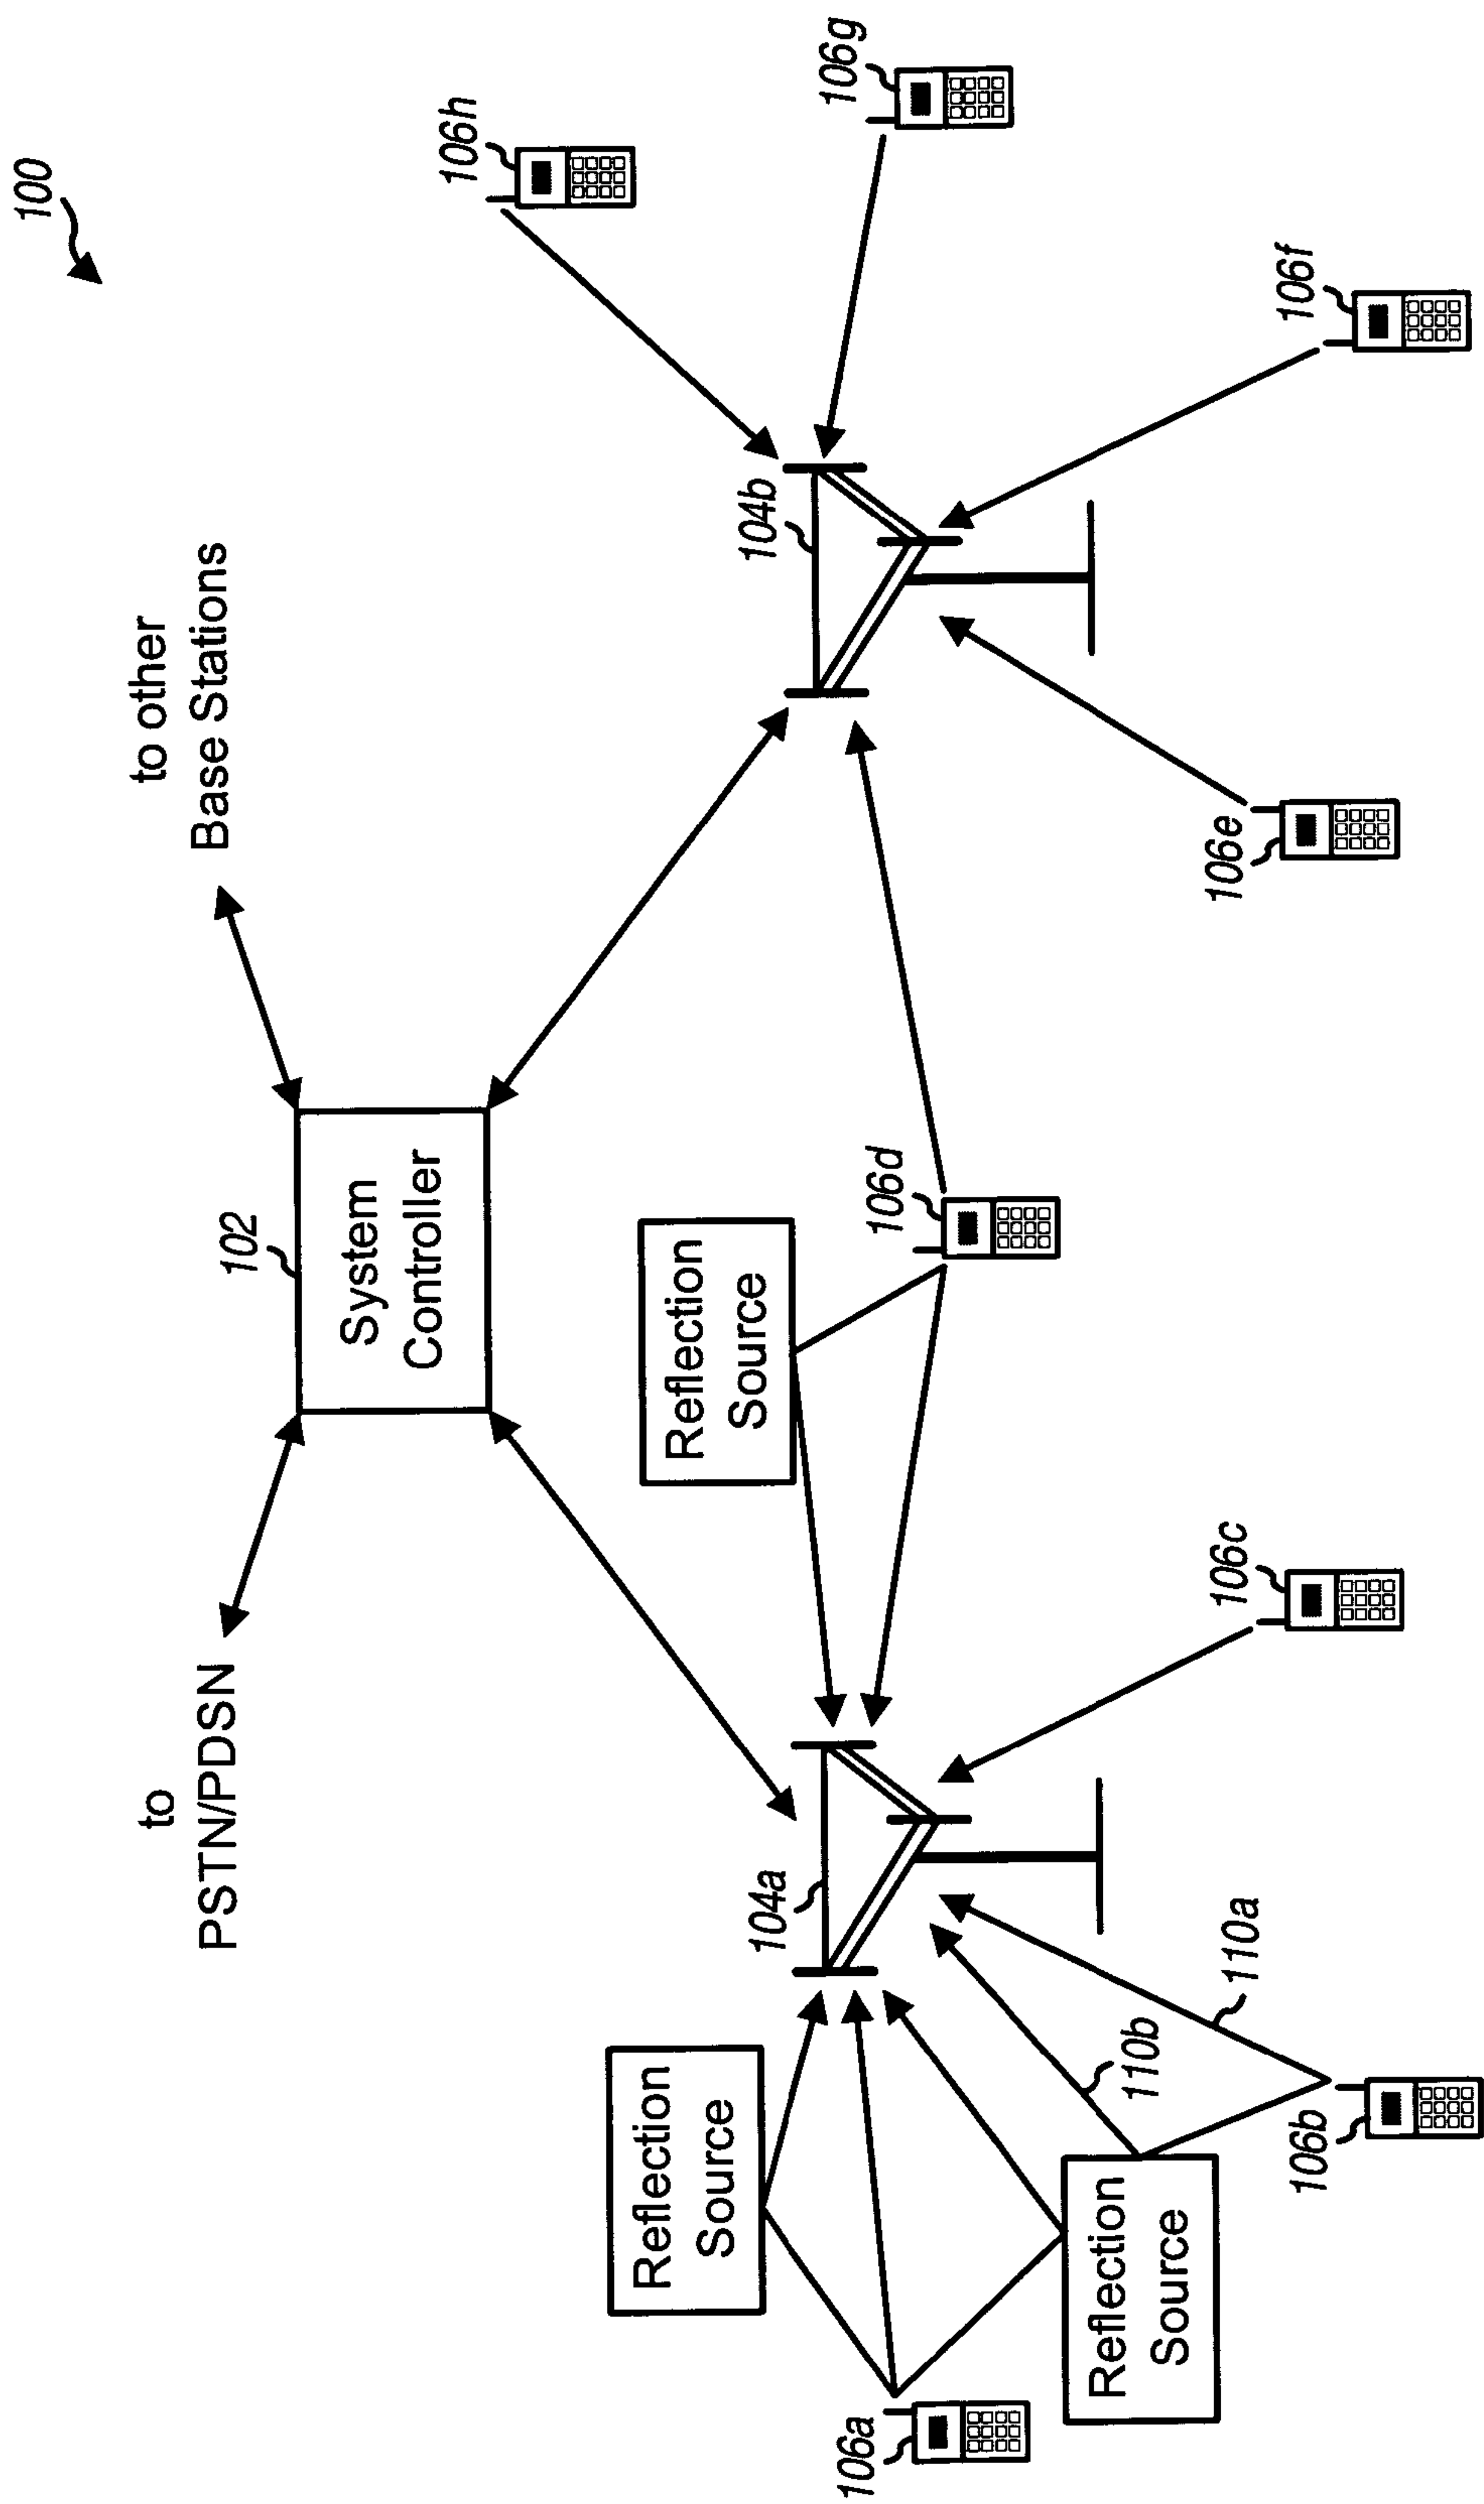 100
to
PSTN/PDSN
to other
Base Stations
102
System
Controller
106h
106g
104a
104b
Reflection
Source
Reflection
Source
106a
106d
110b
110a
Reflection
Source
106b
106c
106e
106f